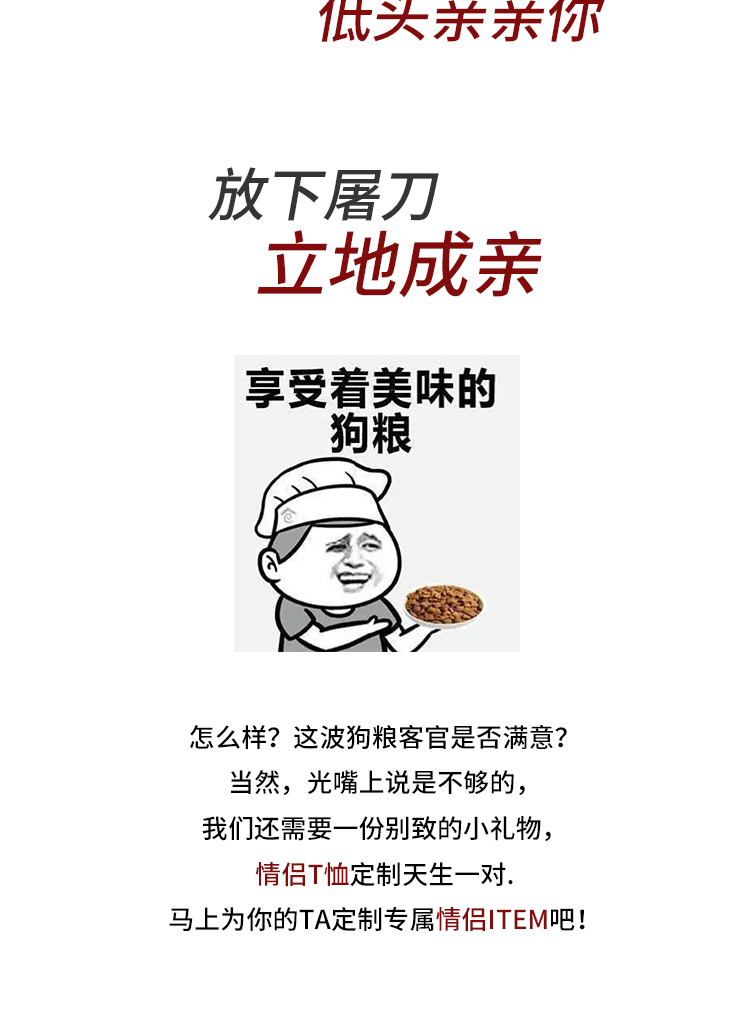 低头亲亲你
放下屠刀
立地成亲
享受着美味的
狗粮
怎么样？这波狗粮客官是否满意？
当然，光嘴上说是不够的，
我们还需要一份别致的小礼物，
情侣T恤定制天生一对.
马上为你的TA定制专属情侣ITEM吧！